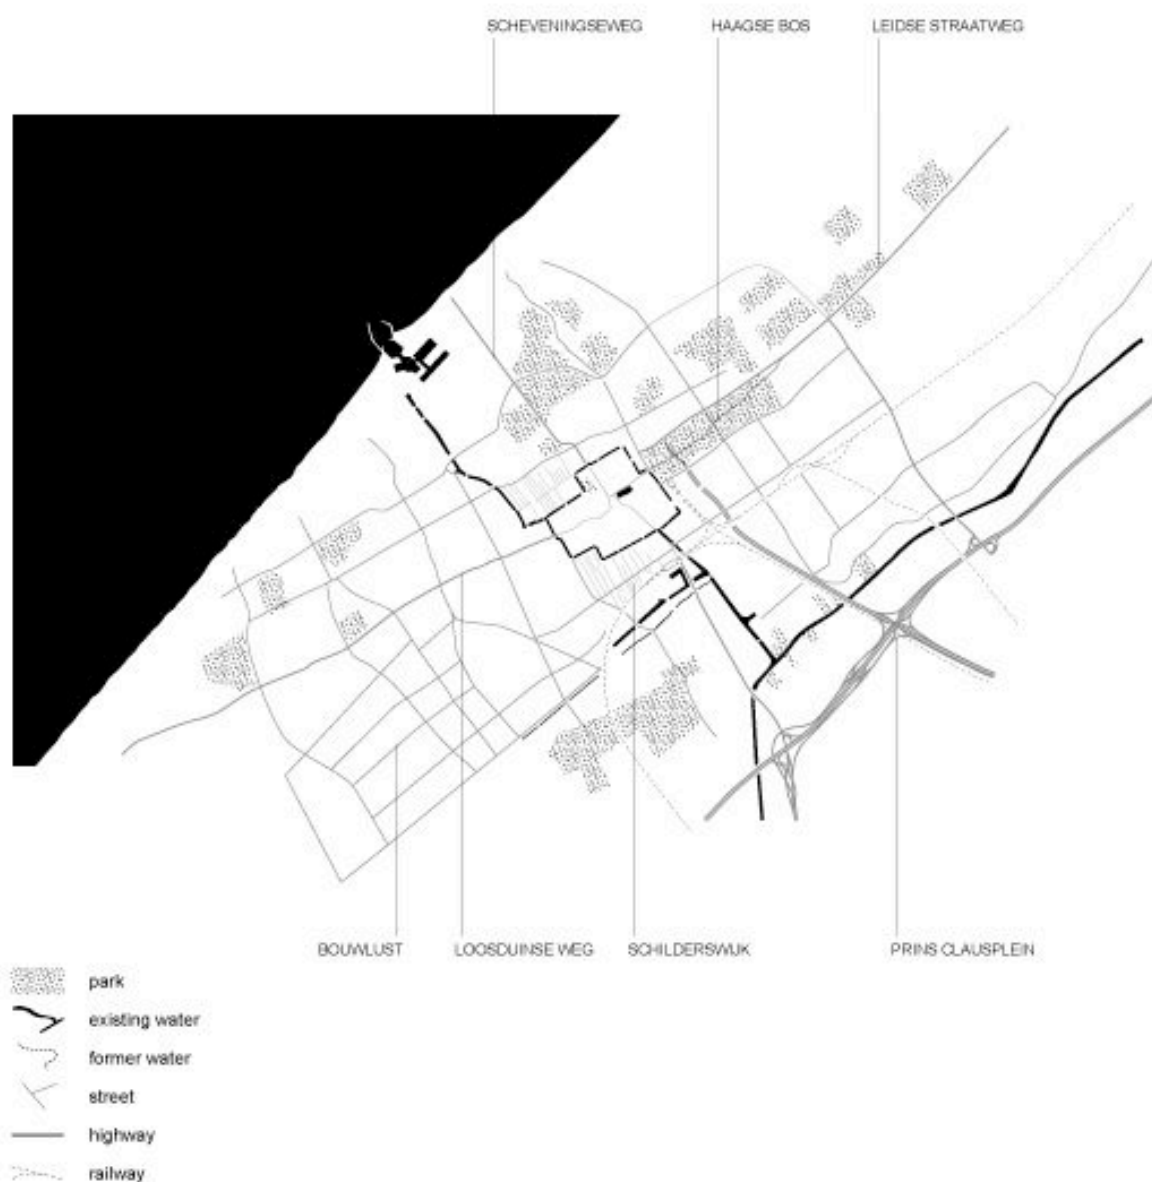 SCHEVENINGSEWEG
HAAGSE BOS
LEIDSE STRAATWEG
BOUWLUST
LOOSDUINSE WEG
SCHILDERSWIJK
PRINS CLAUSPLEIN
park
existing water
former water
street
highway
railway